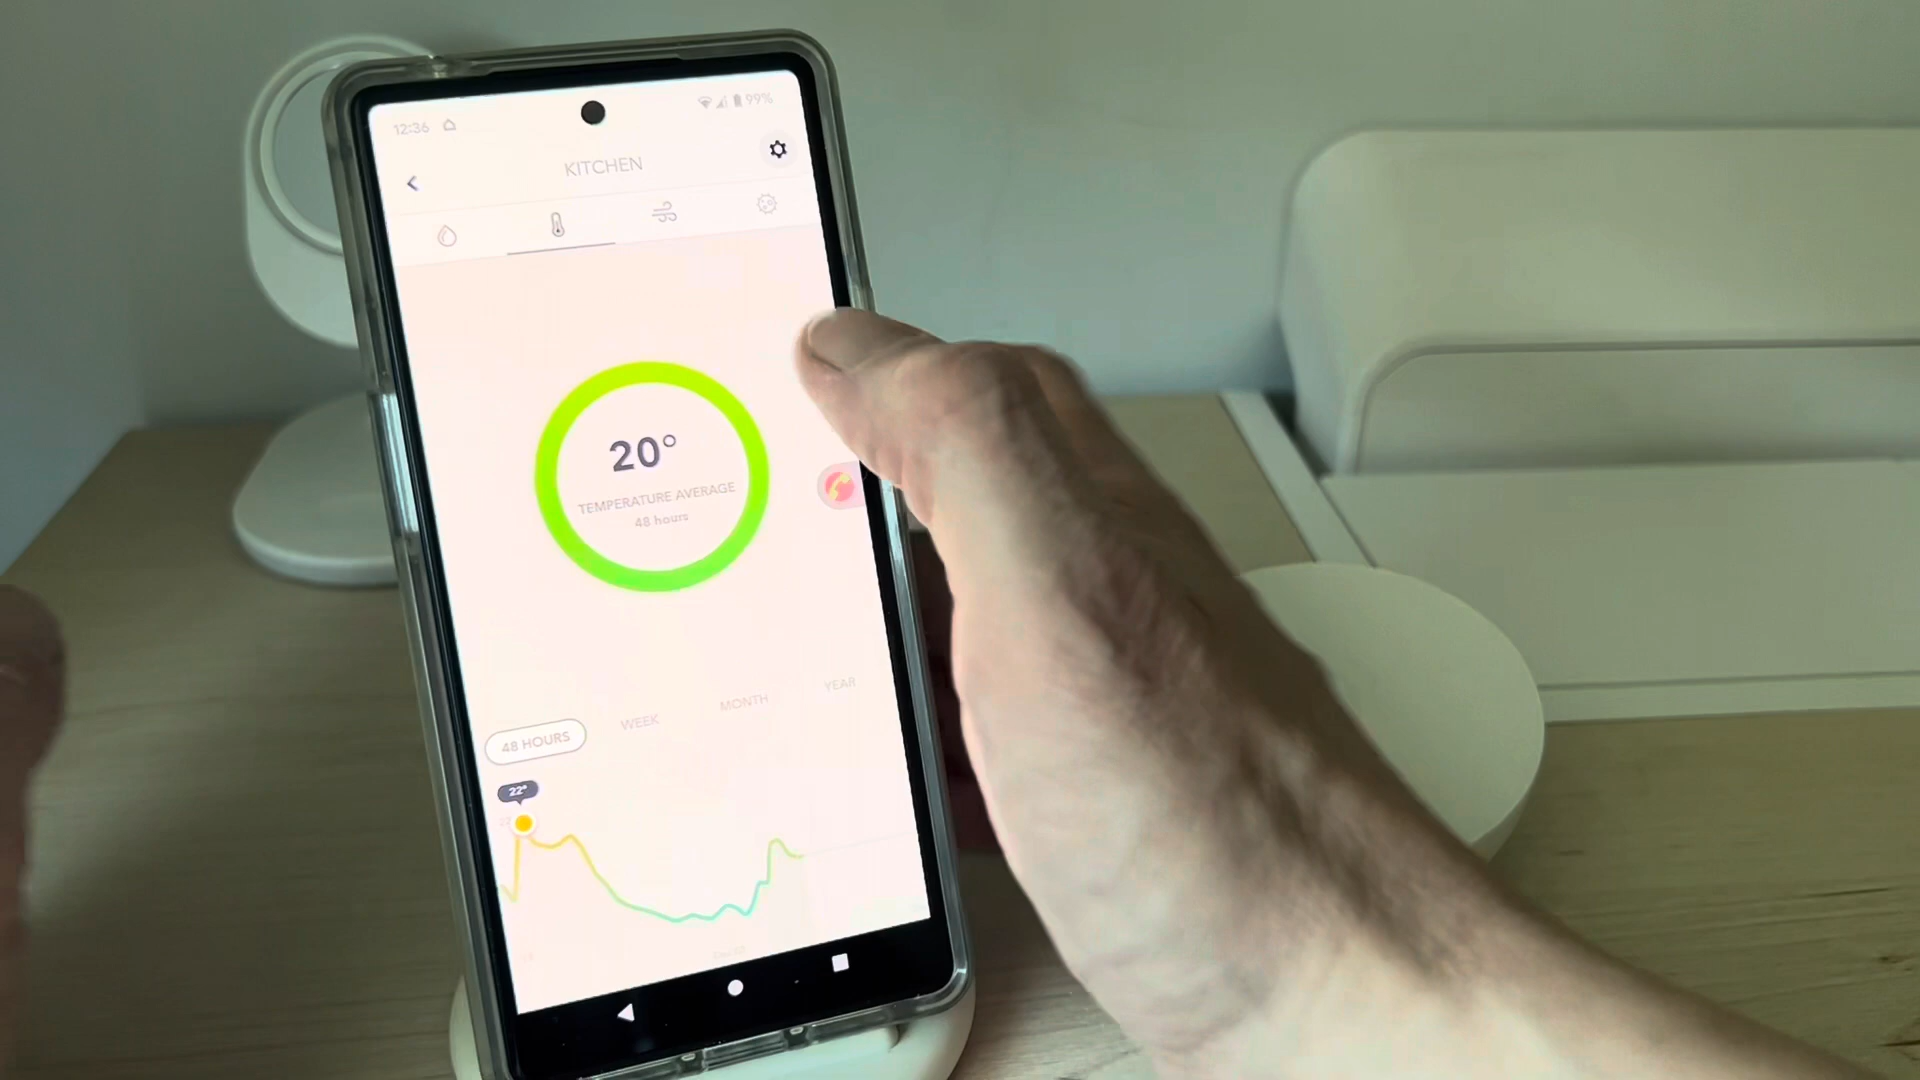 12:36
99%
KITCHEN
20°
TEMPERATURE AVERAGE
48 hours
48 HOURS
WEEK
MONTH
YEAR
22°